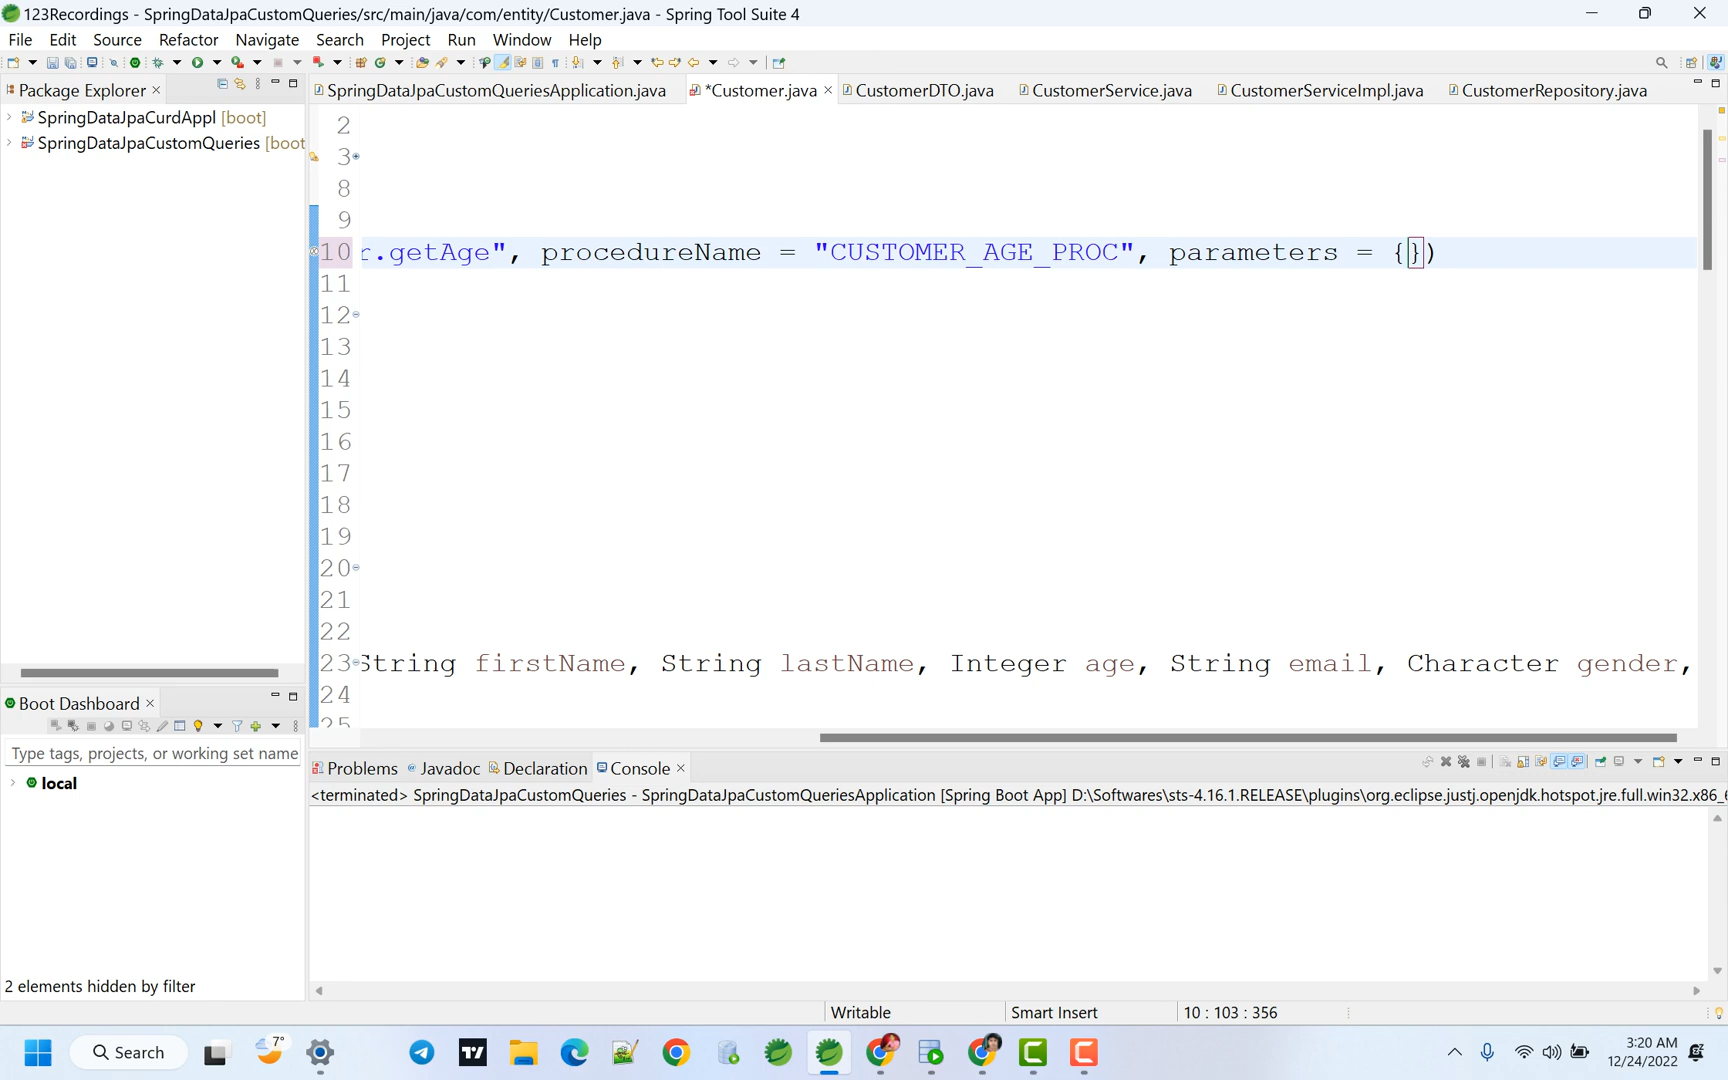 123Recordings - SpringDataJpaCustomQueries/src/main/java/com/entity/Customer.java - Spring Tool Suite 4
File Edit Source Refactor Navigate Search Project Run Window Help
Package Explorer
SpringDataJpaCustomQueriesApplication.java *Customer.java CustomerDTO.java CustomerService.java CustomerServiceImpl.java CustomerRepository.java
SpringDataJpaCurdAppl [boot]
SpringDataJpaCustomQueries [boot
2
3
8
9
10 r.getAge", procedureName = "CUSTOMER_AGE_PROC", parameters = {})
11
12
13
14
15
16
17
18
19
20
21
22
23 String firstName, String lastName, Integer age, String email, Character gender,
24
25
Boot Dashboard
Type tags, projects, or working set name
local
2 elements hidden by filter
Problems Javadoc Declaration Console
<terminated> SpringDataJpaCustomQueries - SpringDataJpaCustomQueriesApplication [Spring Boot App] D:\Softwares\sts-4.16.1.RELEASE\plugins\org.eclipse.justj.openjdk.hotspot.jre.full.win32.x86_6
Writable Smart Insert 10 : 103 : 356
Search
7°
3:20 AM
12/24/2022